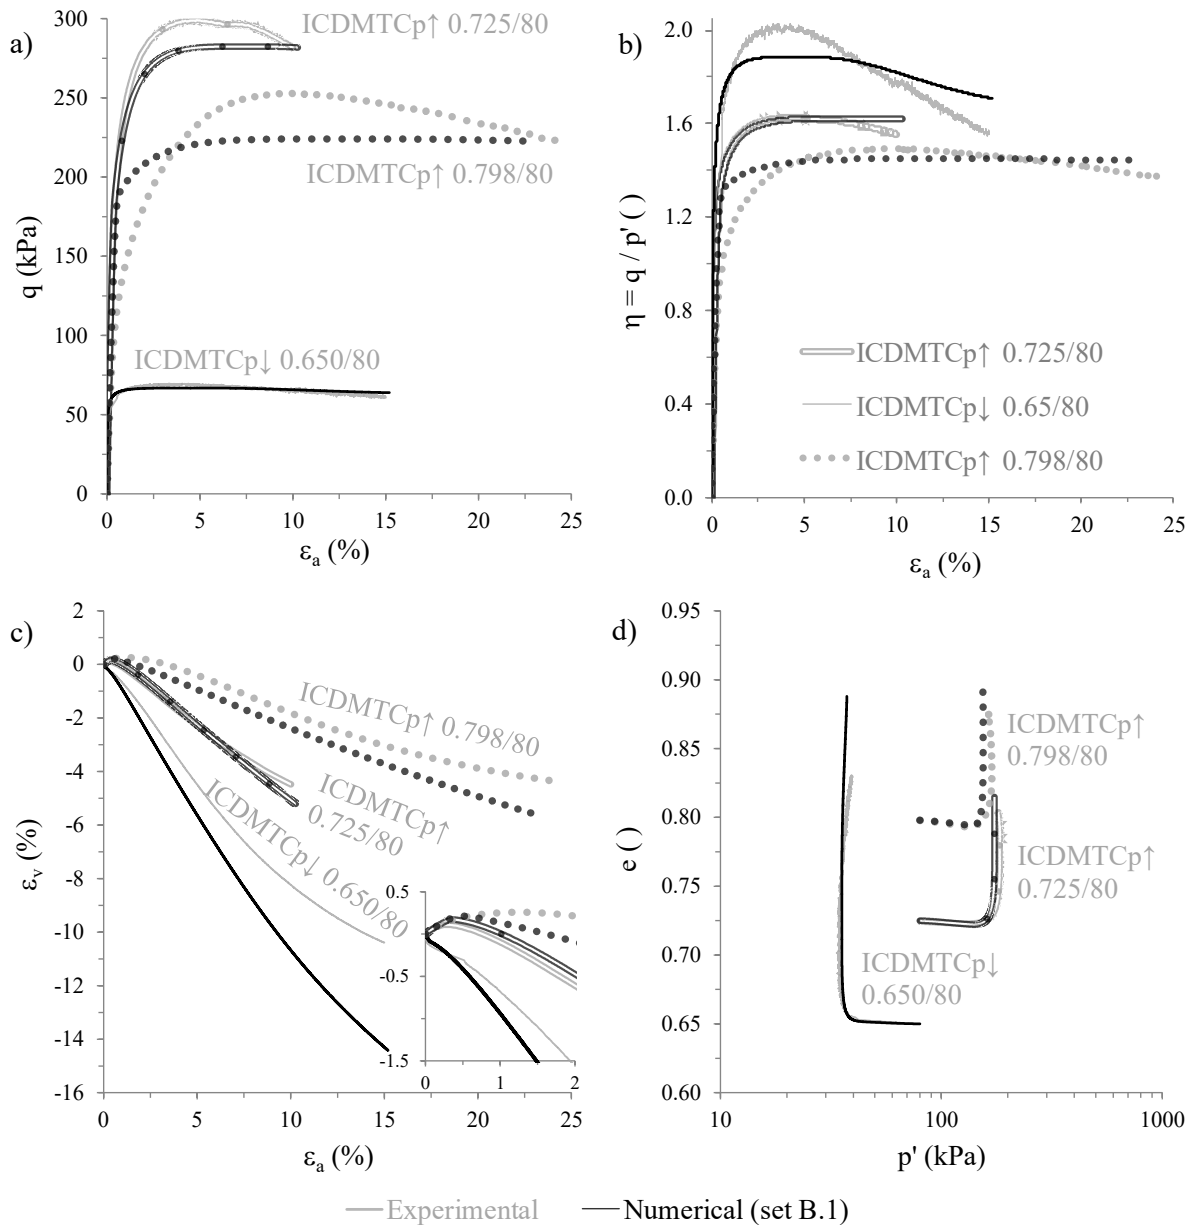 a)
300
250
200
150
100
50
0
q (kPa)
ICDMTCp↑ 0.725/80
ICDMTCp↑ 0.798/80
ICDMTCp↓ 0.650/80
0 5 10 15 20 25
εa (%)
b)
2.0
1.6
1.2
0.8
0.4
0.0
η = q / p' ( )
ICDMTCp↑ 0.725/80
ICDMTCp↓ 0.65/80
ICDMTCp↑ 0.798/80
0 5 10 15 20 25
εa (%)
c)
2
0
-2
-4
-6
-8
-10
-12
-14
-16
εv (%)
ICDMTCp↑ 0.798/80
ICDMTCp↑
0.725/80
ICDMTCp↓ 0.650/80
0.5
-0.5
-1.5
0 1 2
0 5 10 15 20 25
εa (%)
d)
0.95
0.90
0.85
0.80
0.75
0.70
0.65
0.60
e ( )
ICDMTCp↑
0.798/80
ICDMTCp↑
0.725/80
ICDMTCp↓
0.650/80
10 100 1000
p' (kPa)
Experimental Numerical (set B.1)